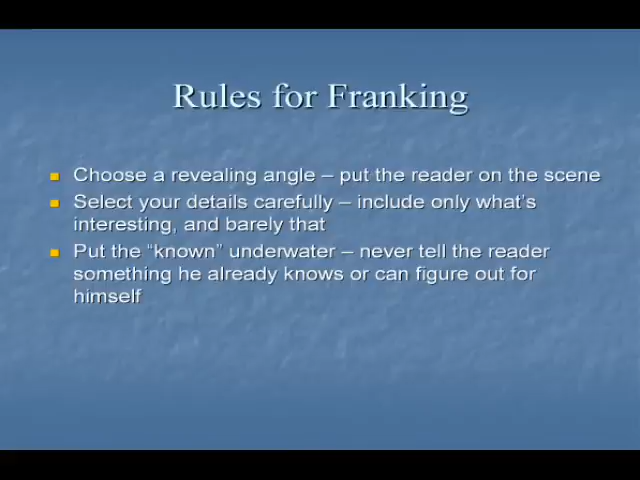 Rules for Franking
Choose a revealing angle – put the reader on the scene
Select your details carefully – include only what's
interesting, and barely that
Put the “known” underwater – never tell the reader
something he already knows or can figure out for
himself